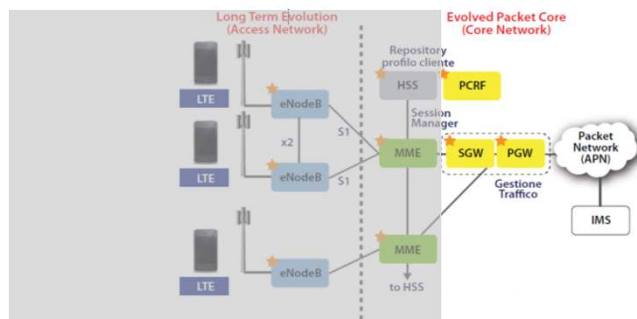 Long Term Evolution
(Access Network)
Evolved Packet Core
(Core Network)
Repository
profilo cliente
HSS
PCRF
LTE
eNodeB
Session
Manager
S1
x2
MME
SGW
PGW
Packet
Network
(APN)
LTE
eNodeB
S1
Gestione
Traffico
IMS
MME
eNodeB
LTE
to HSS